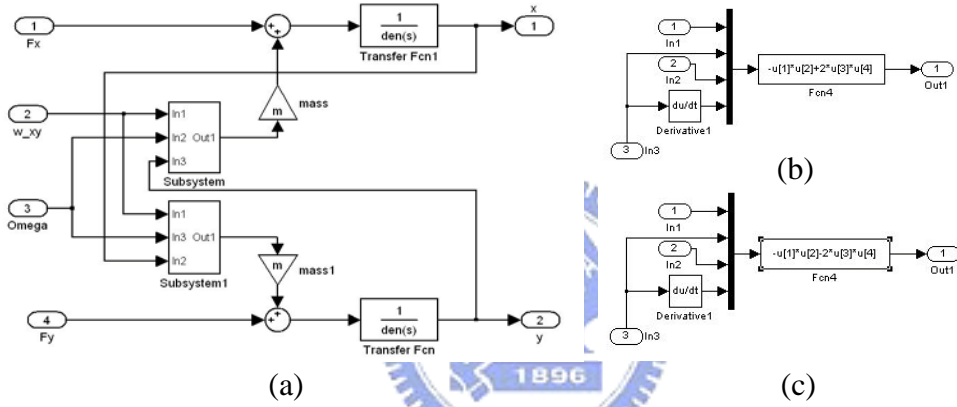 1
Fx
1
den(s)
Transfer Fcn1
x
1
2
w_xy
In1
In2
In3
Out1
Subsystem
m
mass
3
Omega
In1
In3
In2
Out1
Subsystem1
m
mass1
4
Fy
1
den(s)
Transfer Fcn
2
y
(a)
1
In1
2
In2
du/dt
Derivative1
3
In3
-u[1]*u[2]+2*u[3]*u[4]
Fcn4
1
Out1
(b)
1
In1
2
In2
du/dt
Derivative1
3
In3
-u[1]*u[2]-2*u[3]*u[4]
Fcn4
1
Out1
(c)
1896